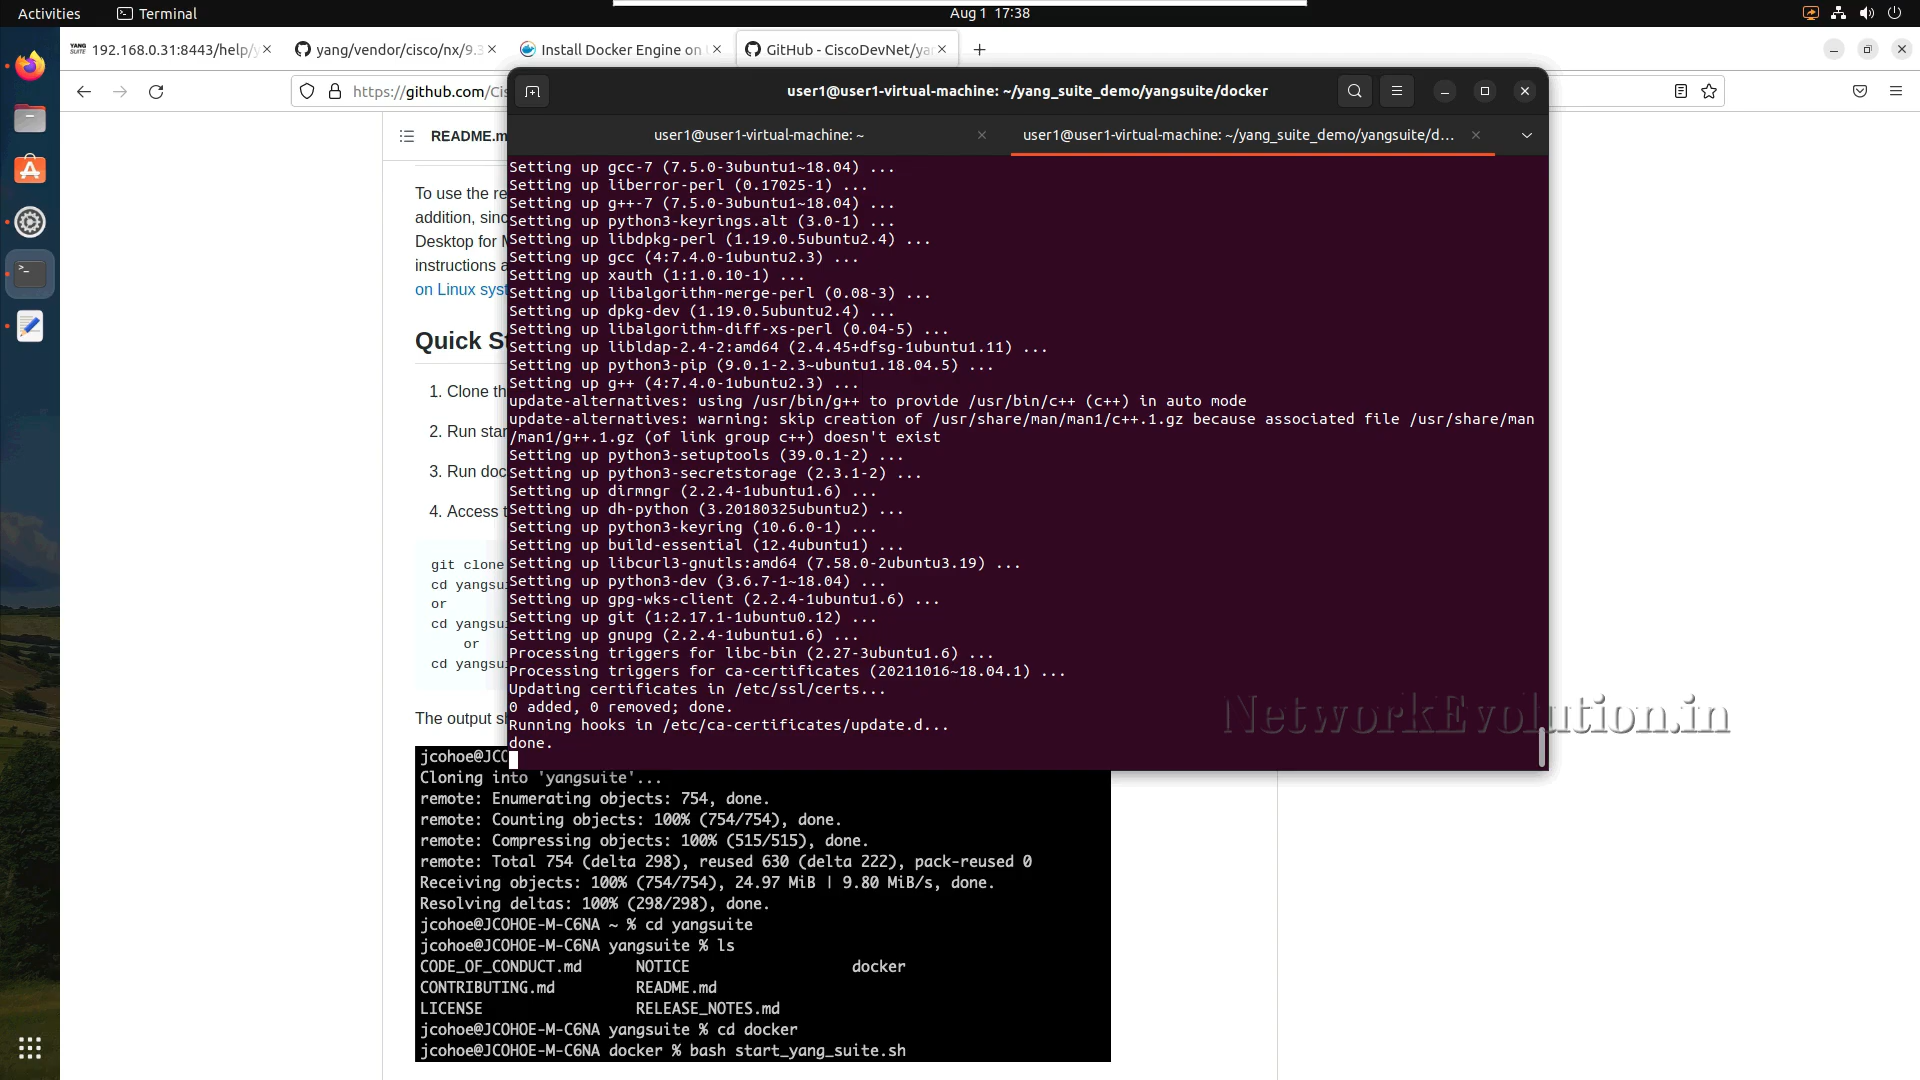 Activities
Terminal
Aug 1 17:38
YANG SUITE 192.168.0.31:8443/help/y
yang/vendor/cisco/nx/9.3
Install Docker Engine on
GitHub - CiscoDevNet/yan
https://github.com/Cis
user1@user1-virtual-machine: ~/yang_suite_demo/yangsuite/docker
user1@user1-virtual-machine: ~
user1@user1-virtual-machine: ~/yang_suite_demo/yangsuite/d...
Setting up gcc-7 (7.5.0-3ubuntu1~18.04) ...
Setting up liberror-perl (0.17025-1) ...
Setting up g++-7 (7.5.0-3ubuntu1~18.04) ...
Setting up python3-keyrings.alt (3.0-1) ...
Setting up libdpkg-perl (1.19.0.5ubuntu2.4) ...
Setting up gcc (4:7.4.0-1ubuntu2.3) ...
Setting up xauth (1:1.0.10-1) ...
Setting up libalgorithm-merge-perl (0.08-3) ...
Setting up dpkg-dev (1.19.0.5ubuntu2.4) ...
Setting up libalgorithm-diff-xs-perl (0.04-5) ...
Setting up libldap-2.4-2:amd64 (2.4.45+dfsg-1ubuntu1.11) ...
Setting up python3-pip (9.0.1-2.3~ubuntu1.18.04.5) ...
Setting up g++ (4:7.4.0-1ubuntu2.3) ...
update-alternatives: using /usr/bin/g++ to provide /usr/bin/c++ (c++) in auto mode
update-alternatives: warning: skip creation of /usr/share/man/man1/c++.1.gz because associated file /usr/share/man
/man1/g++.1.gz (of link group c++) doesn't exist
Setting up python3-setuptools (39.0.1-2) ...
Setting up python3-secretstorage (2.3.1-2) ...
Setting up dirmngr (2.2.4-1ubuntu1.6) ...
Setting up dh-python (3.20180325ubuntu2) ...
Setting up python3-keyring (10.6.0-1) ...
Setting up build-essential (12.4ubuntu1) ...
Setting up libcurl3-gnutls:amd64 (7.58.0-2ubuntu3.19) ...
Setting up python3-dev (3.6.7-1~18.04) ...
Setting up gpg-wks-client (2.2.4-1ubuntu1.6) ...
Setting up git (1:2.17.1-1ubuntu0.12) ...
Setting up gnupg (2.2.4-1ubuntu1.6) ...
Processing triggers for libc-bin (2.27-3ubuntu1.6) ...
Processing triggers for ca-certificates (20211016~18.04.1) ...
Updating certificates in /etc/ssl/certs...
0 added, 0 removed; done.
Running hooks in /etc/ca-certificates/update.d...
done.
NetworkEvolution.in
README.m
To use the re
addition, sinc
Desktop for M
instructions a
on Linux syst
Quick S
1. Clone th
2. Run star
3. Run doc
4. Access t
git clone
cd yangsui
or
cd yangsui
or
cd yangsui
The output s
jcohoe@JCO
Cloning into 'yangsuite'...
remote: Enumerating objects: 754, done.
remote: Counting objects: 100% (754/754), done.
remote: Compressing objects: 100% (515/515), done.
remote: Total 754 (delta 298), reused 630 (delta 222), pack-reused 0
Receiving objects: 100% (754/754), 24.97 MiB | 9.80 MiB/s, done.
Resolving deltas: 100% (298/298), done.
jcohoe@JCOHOE-M-C6NA ~ % cd yangsuite
jcohoe@JCOHOE-M-C6NA yangsuite % ls
CODE_OF_CONDUCT.md NOTICE docker
CONTRIBUTING.md README.md
LICENSE RELEASE_NOTES.md
jcohoe@JCOHOE-M-C6NA yangsuite % cd docker
jcohoe@JCOHOE-M-C6NA docker % bash start_yang_suite.sh